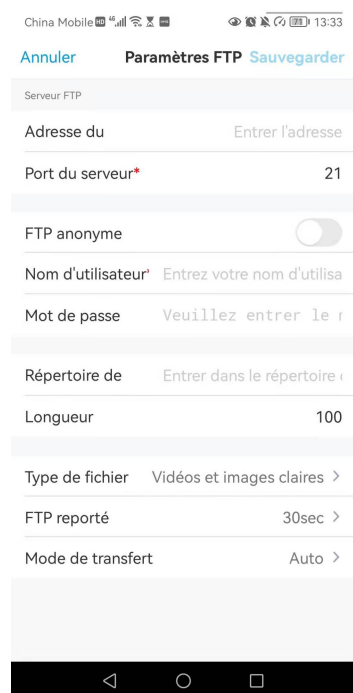 China Mobile HD 4G 13:33
Annuler Paramètres FTP Sauvegarder
Serveur FTP
Adresse du Entrer l'adresse
Port du serveur* 21
FTP anonyme
Nom d'utilisateur* Entrez votre nom d'utilisa
Mot de passe Veuillez entrer le
Répertoire de Entrer dans le répertoire
Longueur 100
Type de fichier Vidéos et images claires >
FTP reporté 30sec >
Mode de transfert Auto >